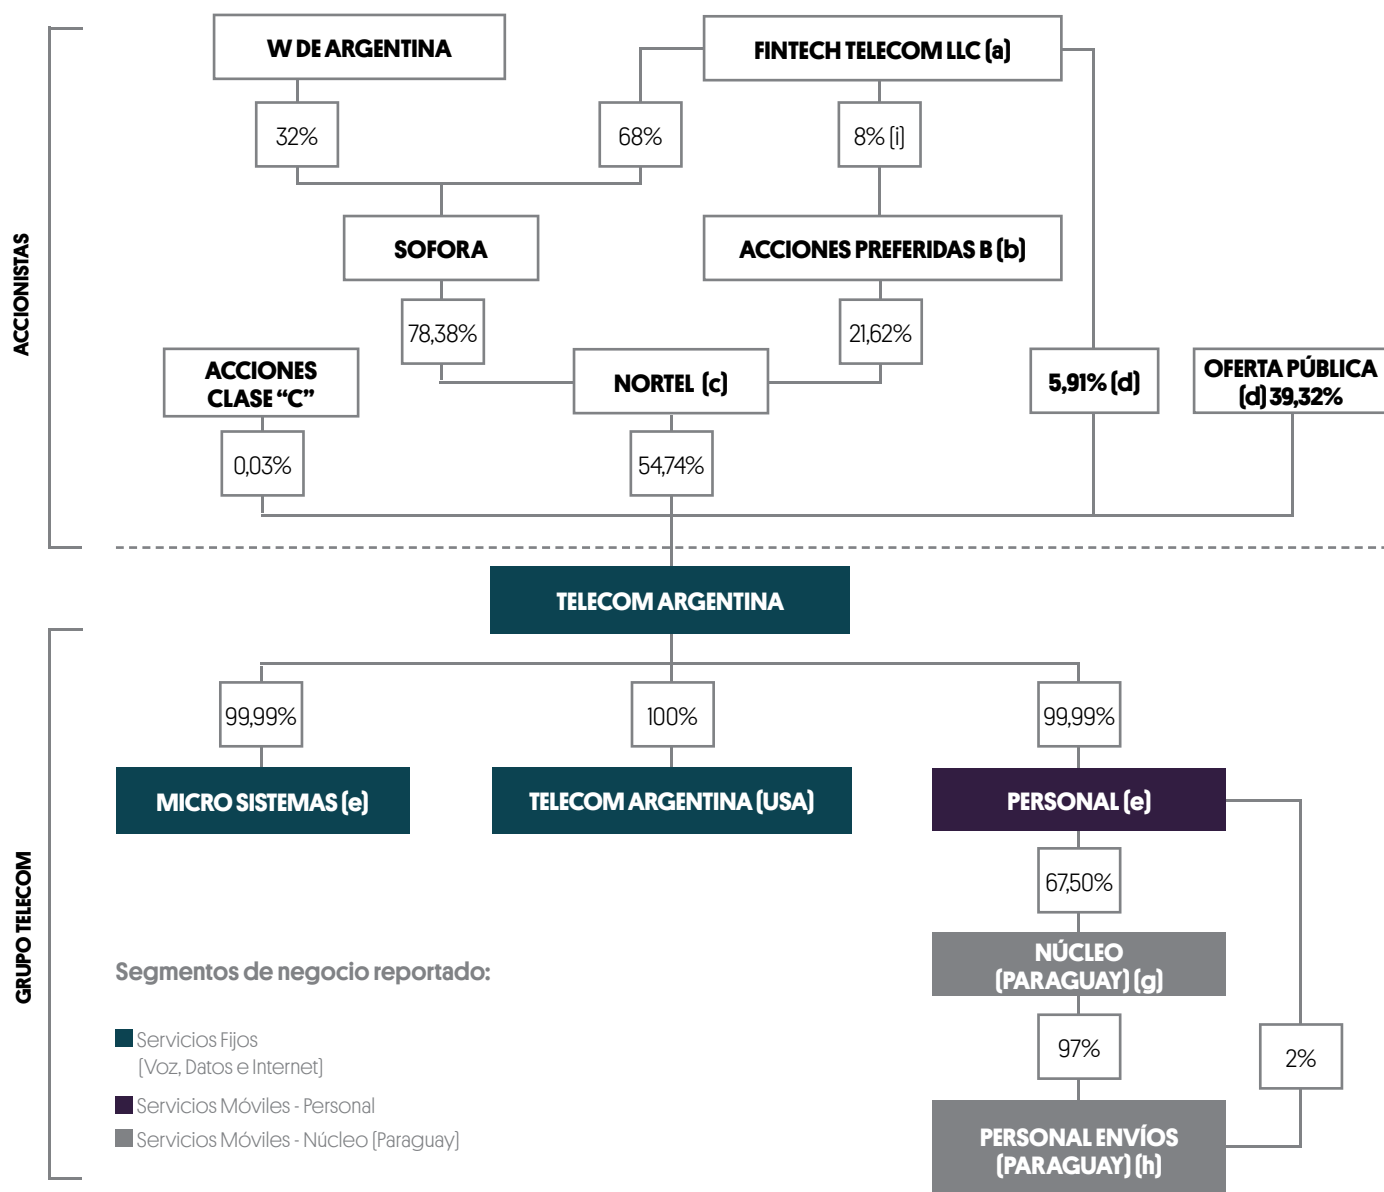 ACCIONISTAS
W DE ARGENTINA
FINTECH TELECOM LLC (a)
32%
68%
8% (i)
SOFORA
ACCIONES PREFERIDAS B (b)
78,38%
21,62%
ACCIONES
CLASE “C”
NORTEL (c)
5,91% (d)
OFERTA PÚBLICA
(d) 39,32%
0,03%
54,74%
TELECOM ARGENTINA
GRUPO TELECOM
99,99%
100%
99,99%
MICRO SISTEMAS (e)
TELECOM ARGENTINA (USA)
PERSONAL (e)
67,50%
NÚCLEO
(PARAGUAY) (g)
97%
2%
PERSONAL ENVÍOS
(PARAGUAY) (h)
Segmentos de negocio reportado:
Servicios Fijos
(Voz, Datos e Internet)
Servicios Móviles - Personal
Servicios Móviles - Núcleo (Paraguay)